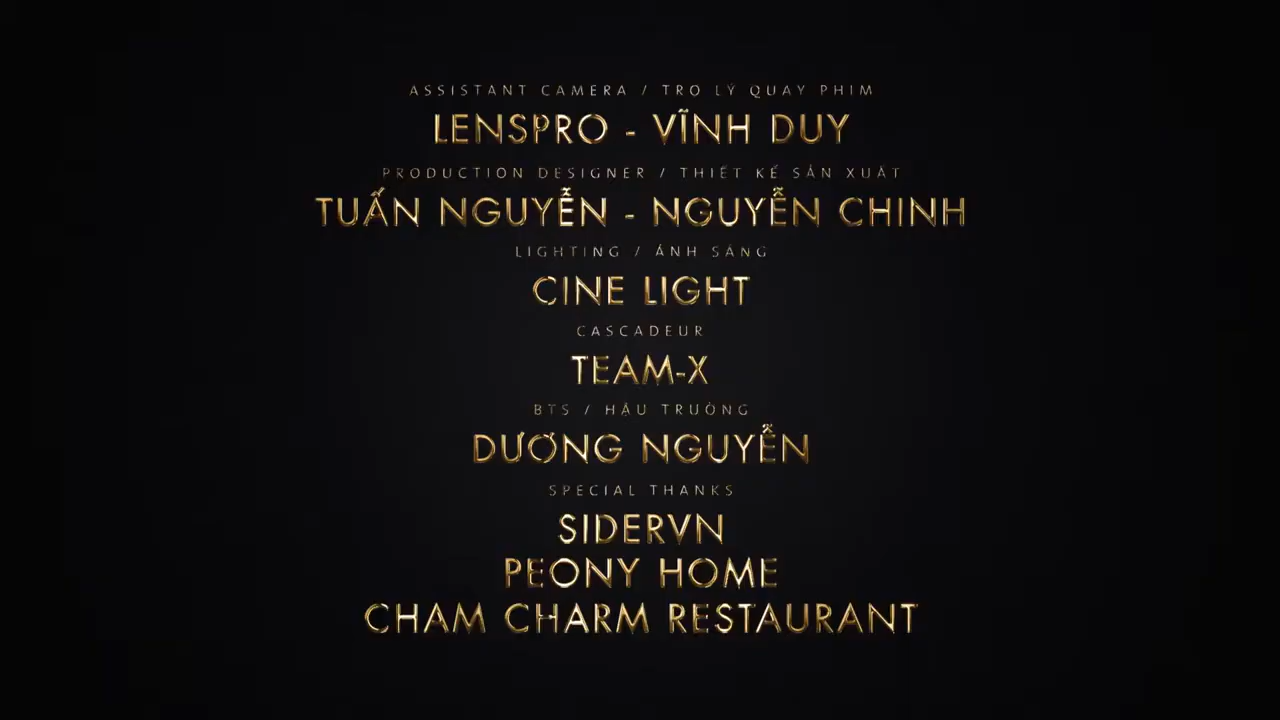 ASSISTANT CAMERA / TRỢ LÝ QUAY PHIM
LENSPRO - VĨNH DUY
PRODUCTION DESIGNER / THIẾT KẾ SẢN XUẤT
TUẤN NGUYỄN - NGUYỄN CHINH
LIGHTING / ÁNH SÁNG
CINE LIGHT
CASCADEUR
TEAM-X
BTS / HẬU TRƯỜNG
DƯƠNG NGUYỄN
SPECIAL THANKS
SIDERVN
PEONY HOME
CHAM CHARM RESTAURANT